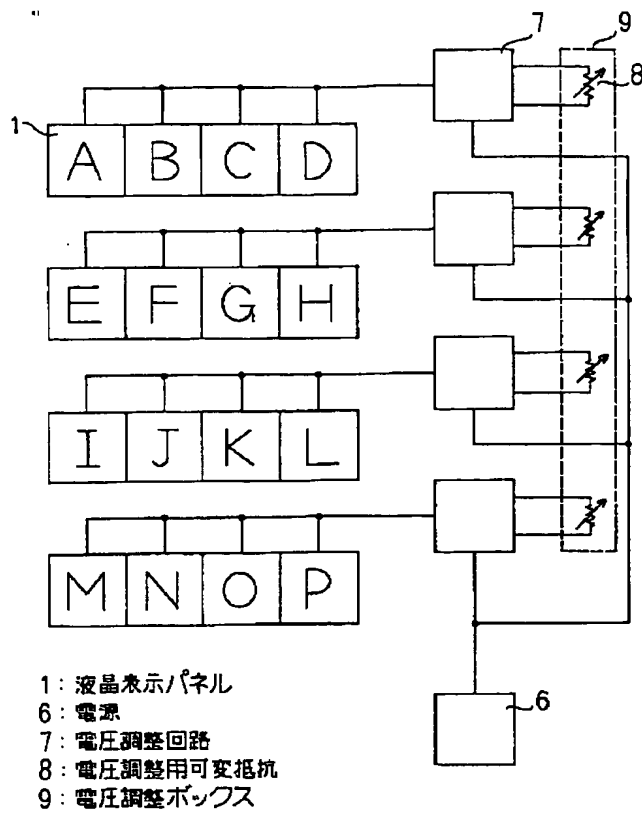 7
9
8
1
A B C D
E F G H
I J K L
M N O P
6
1：液晶表示パネル
6：電源
7：電圧調整回路
8：電圧調整用可変抵抗
9：電圧調整ボックス